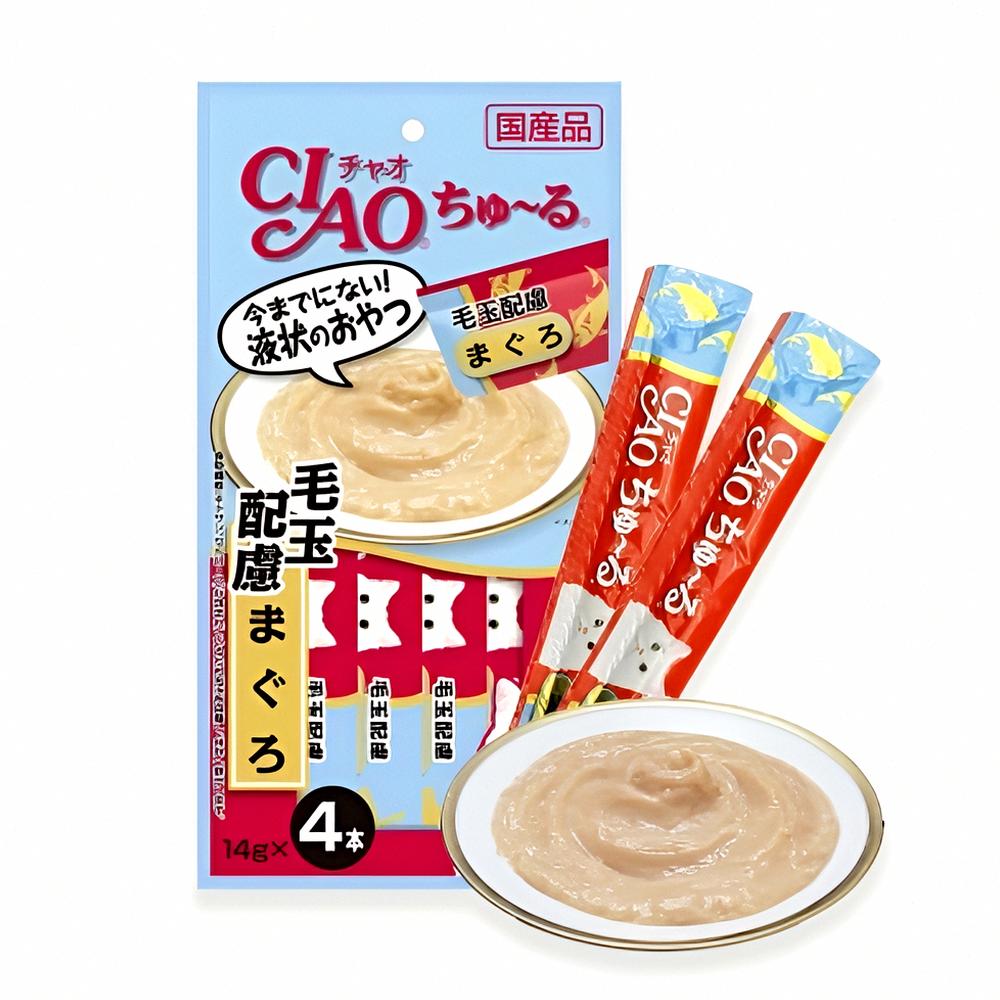 国産品
チャオ
CIAO ちゅ〜る
今までにない!
液状のおやつ
毛玉配慮
まぐろ
毛玉
配慮
まぐろ
14g×4本
毛玉配慮
毛玉配慮
CIAO チャオ ちゅ〜る
CIAO チャオ ちゅ〜る